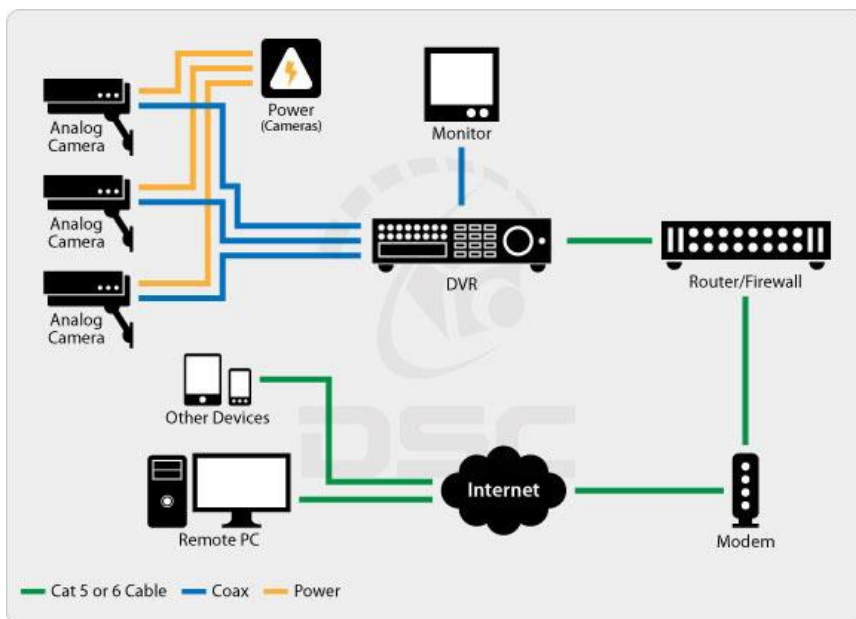 Power
(Cameras)
Monitor
Analog
Camera
Analog
Camera
DVR
Router/Firewall
Analog
Camera
Other Devices
DSC
Internet
Remote PC
Modem
Cat 5 or 6 Cable
Coax
Power